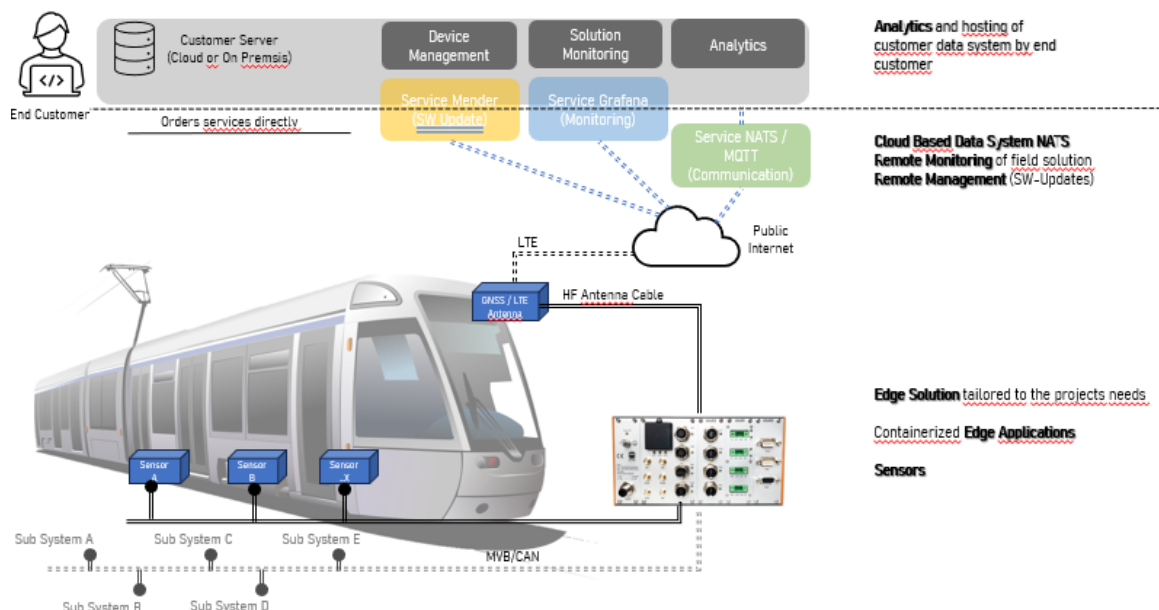 Customer Server
(Cloud or On Premsis)
Device
Management
Solution
Monitoring
Analytics
Analytics and hosting of
customer data system by end
customer
End Customer
Orders services directly
Service Mender
(SW Update)
Service Grafana
(Monitoring)
Service NATS /
MQTT
(Communication)
Cloud Based Data System NATS
Remote Monitoring of field solution
Remote Management (SW-Updates)
Public
Internet
LTE
GNSS / LTE
Antenna
HF Antenna Cable
Edge Solution tailored to the projects needs
Containerized Edge Applications
Sensors
Sensor
A
Sensor
B
Sensor
X
Sub System A
Sub System C
Sub System E
MVB/CAN
Sub System B
Sub System D